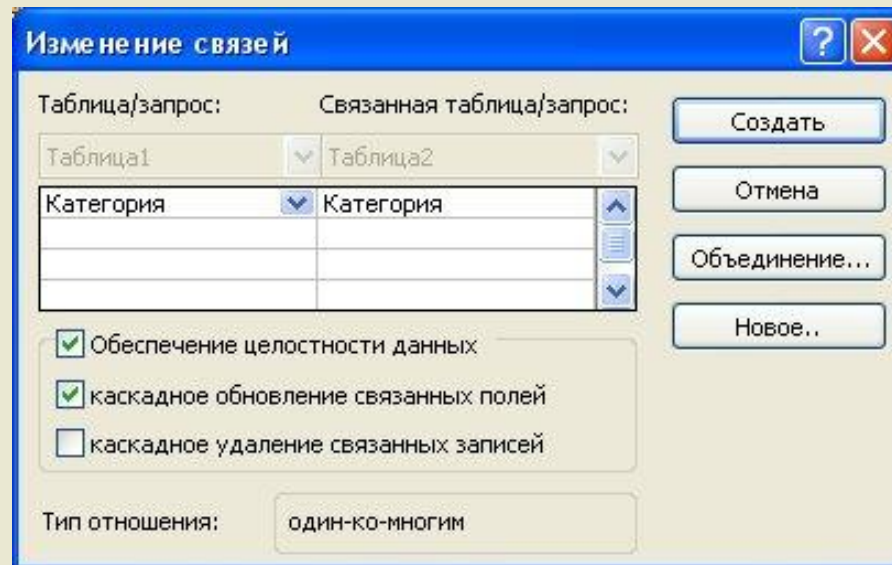 Изменение связей
Таблица/запрос: Связанная таблица/запрос:
Таблица1 Таблица2
Категория Категория
Обеспечение целостности данных
каскадное обновление связанных полей
каскадное удаление связанных записей
Тип отношения: один-ко-многим
Создать
Отмена
Объединение...
Новое..